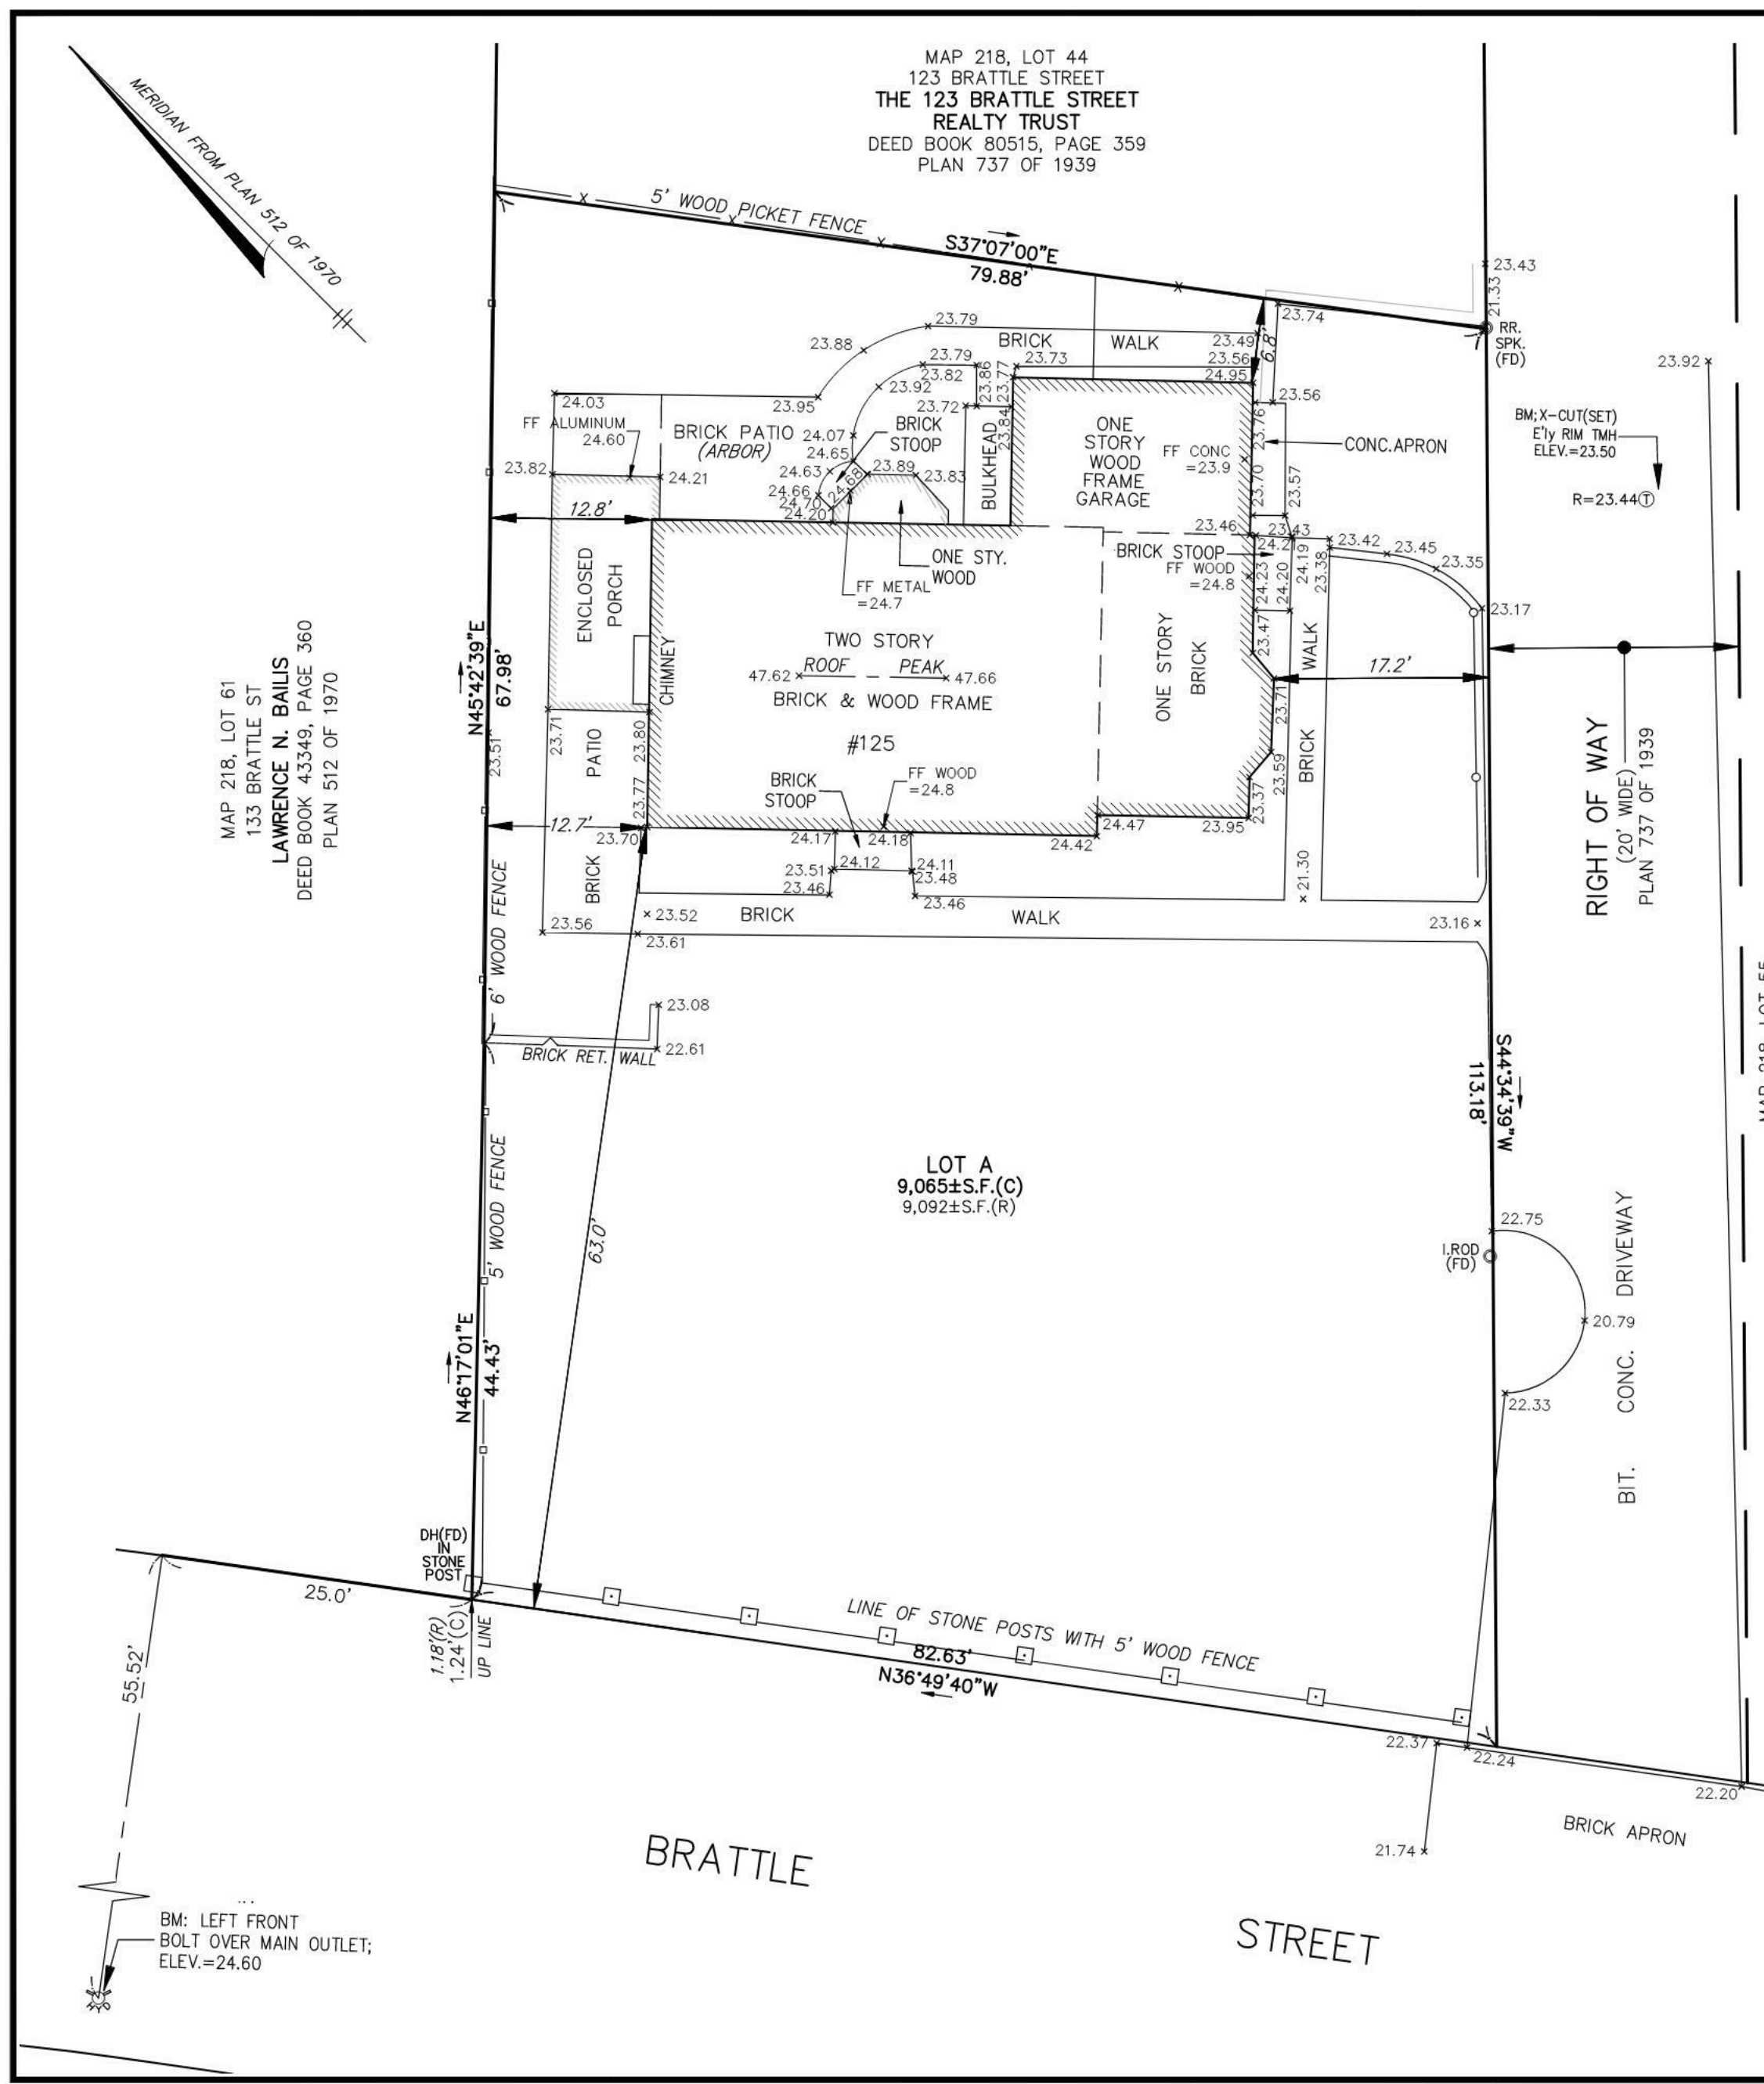 MAP 218, LOT 44
123 BRATTLE STREET
THE 123 BRATTLE STREET
REALTY TRUST
DEED BOOK 80515, PAGE 359
PLAN 737 OF 1939
MERIDIAN FROM PLAN 512 OF 1970
5' WOOD PICKET FENCE
S37°07'00"E
79.88'
23.43
21.33
RR.
SPK.
(FD)
23.74
6.8'
23.79
23.88
BRICK WALK
23.49
23.56
24.95
23.79
23.82
23.86
23.77
23.73
23.92
23.56
23.92
24.03
23.95
23.72
23.84
23.76
FF ALUMINUM
24.60
BRICK PATIO
(ARBOR)
24.07
24.65
BRICK
STOOP
BULKHEAD
ONE
STORY
WOOD
FRAME
GARAGE
FF CONC
=23.9
CONC.APRON
BM;X-CUT(SET)
E'ly RIM TMH
ELEV.=23.50
R=23.44
T
23.82
24.21
24.63
23.89
23.83
24.66
24.68
24.70
24.20
23.70
23.57
12.8'
23.46
23.43
23.42
23.45
23.35
23.17
ENCLOSED
PORCH
ONE STY.
WOOD
FF METAL
=24.7
BRICK STOOP
FF WOOD
=24.8
24.2
24.19
24.23
24.20
23.38
23.47
CHIMNEY
TWO STORY
ROOF PEAK
47.62
47.66
BRICK & WOOD FRAME
#125
ONE STORY
BRICK
BRICK WALK
17.2'
23.71
23.59
23.37
MAP 218, LOT 61
133 BRATTLE ST
LAWRENCE N. BAILIS
DEED BOOK 43349, PAGE 360
PLAN 512 OF 1970
N45°42'39"E
67.98'
23.51
23.71
PATIO
23.80
23.77
BRICK
STOOP
FF WOOD
=24.8
RIGHT OF WAY
(20' WIDE)
PLAN 737 OF 1939
12.7'
23.70
24.17
24.18
24.42
24.47
23.95
BRICK
23.51
24.12
24.11
23.48
23.46
23.46
21.30
23.56
23.52
23.61
BRICK WALK
23.16
6' WOOD FENCE
23.08
22.61
BRICK RET. WALL
MAP 218, LOT 55
S44°34'39"W
113.18'
5' WOOD FENCE
63.0'
LOT A
9,065±S.F.(C)
9,092±S.F.(R)
22.75
I.ROD
(FD)
20.79
22.33
BIT. CONC. DRIVEWAY
N46°17'01"E
44.43'
DH(FD)
IN
STONE
POST
25.0'
1.18'(R)
1.24'(C)
UP LINE
LINE OF STONE POSTS WITH 5' WOOD FENCE
82.63'
N36°49'40"W
55.52'
22.37
22.24
22.20
21.74
BRICK APRON
BRATTLE STREET
BM: LEFT FRONT
BOLT OVER MAIN OUTLET;
ELEV.=24.60
HYD